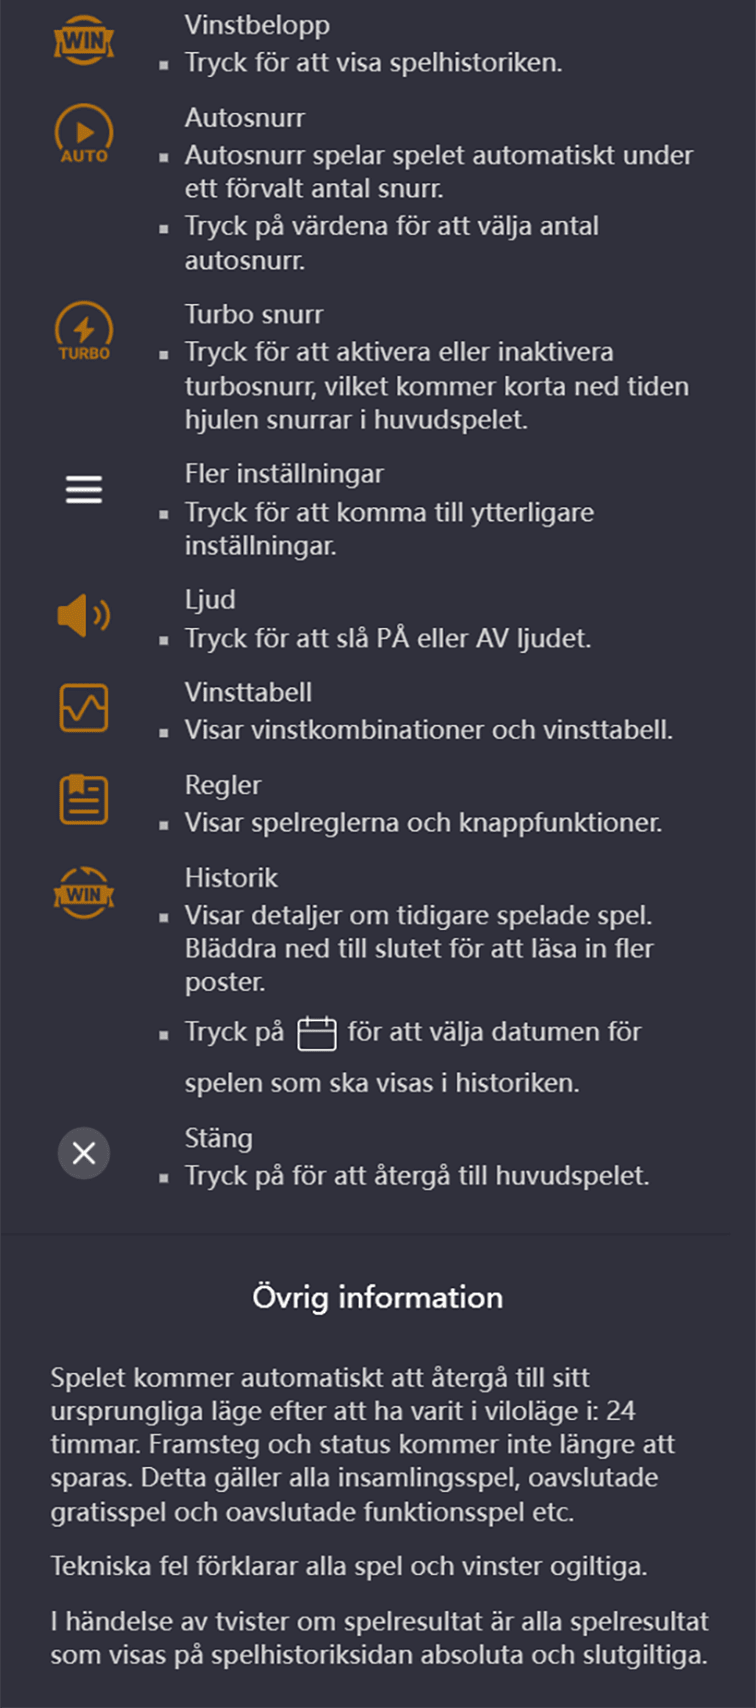 WIN
Vinstbelopp
▪ Tryck för att visa spelhistoriken.
AUTO
Autosnurr
▪ Autosnurr spelar spelet automatiskt under
ett förvalt antal snurr.
▪ Tryck på värdena för att välja antal
autosnurr.
TURBO
Turbo snurr
▪ Tryck för att aktivera eller inaktivera
turbosnurr, vilket kommer korta ned tiden
hjulen snurrar i huvudspelet.
Fler inställningar
▪ Tryck för att komma till ytterligare
inställningar.
Ljud
▪ Tryck för att slå PÅ eller AV ljudet.
Vinsttabell
▪ Visar vinstkombinationer och vinsttabell.
Regler
▪ Visar spelreglerna och knappfunktioner.
WIN
Historik
▪ Visar detaljer om tidigare spelade spel.
Bläddra ned till slutet för att läsa in fler
poster.
▪ Tryck på för att välja datumen för
spelen som ska visas i historiken.
Stäng
▪ Tryck på för att återgå till huvudspelet.
Övrig information
Spelet kommer automatiskt att återgå till sitt
ursprungliga läge efter att ha varit i viloläge i: 24
timmar. Framsteg och status kommer inte längre att
sparas. Detta gäller alla insamlingsspel, oavslutade
gratisspel och oavslutade funktionsspel etc.
Tekniska fel förklarar alla spel och vinster ogiltiga.
I händelse av tvister om spelresultat är alla spelresultat
som visas på spelhistoriksidan absoluta och slutgiltiga.